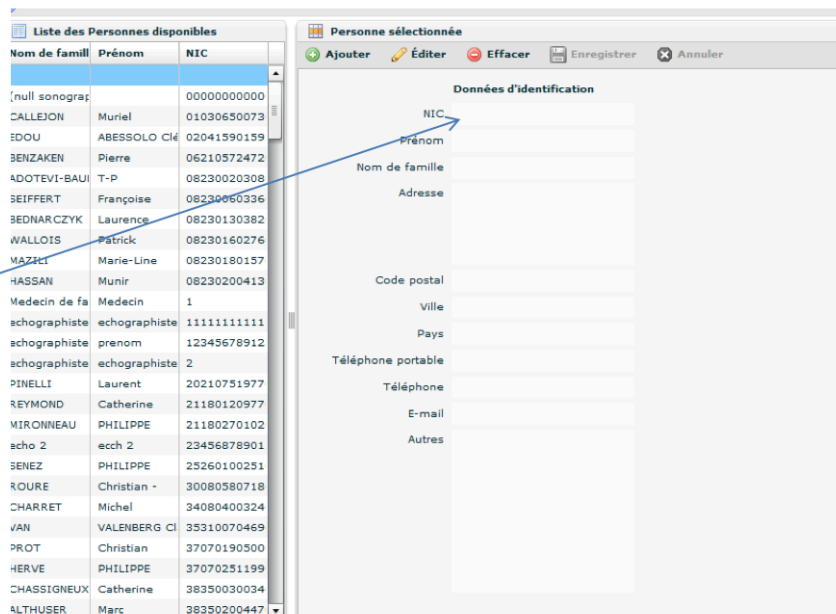 Liste des Personnes disponibles
Nom de famill Prénom NIC
(null sonograp 00000000000
CALLEJON Muriel 01030650073
EDOU ABESSOLO Clé 02041590159
BENZAKEN Pierre 06210572472
ADOTEVI-BAUI T-P 08230020308
SEIFFERT Françoise 08230060336
BEDNARCZYK Laurence 08230130382
WALLOIS Patrick 08230160276
MAZILI Marie-Line 08230180157
HASSAN Munir 08230200413
Medecin de fa Medecin 1
echographiste echographiste 11111111111
echographiste prenom 12345678912
echographiste echographiste 2
PINELLI Laurent 20210751977
REYMOND Catherine 21180120977
MIRONNEAU PHILIPPE 21180270102
echo 2 ecch 2 23456878901
SENEZ PHILIPPE 25260100251
ROURE Christian - 30080580718
CHARRET Michel 34080400324
VAN VALENBERG Cl 35310070469
PROT Christian 37070190500
HERVE PHILIPPE 37070251199
CHASSIGNEUX Catherine 38350030034
ALTHUSER Marc 38350200447
Personne sélectionnée
Ajouter Éditer Effacer Enregistrer Annuler
Données d'identification
NIC
Prénom
Nom de famille
Adresse
Code postal
Ville
Pays
Téléphone portable
Téléphone
E-mail
Autres